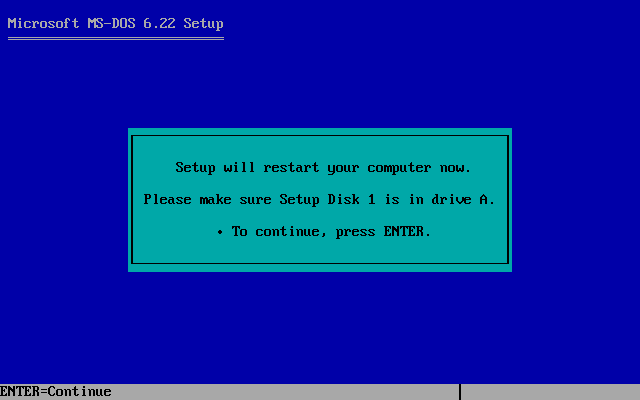 Microsoft MS-DOS 6.22 Setup
Setup will restart your computer now.
Please make sure Setup Disk 1 is in drive A.
• To continue, press ENTER.
ENTER=Continue